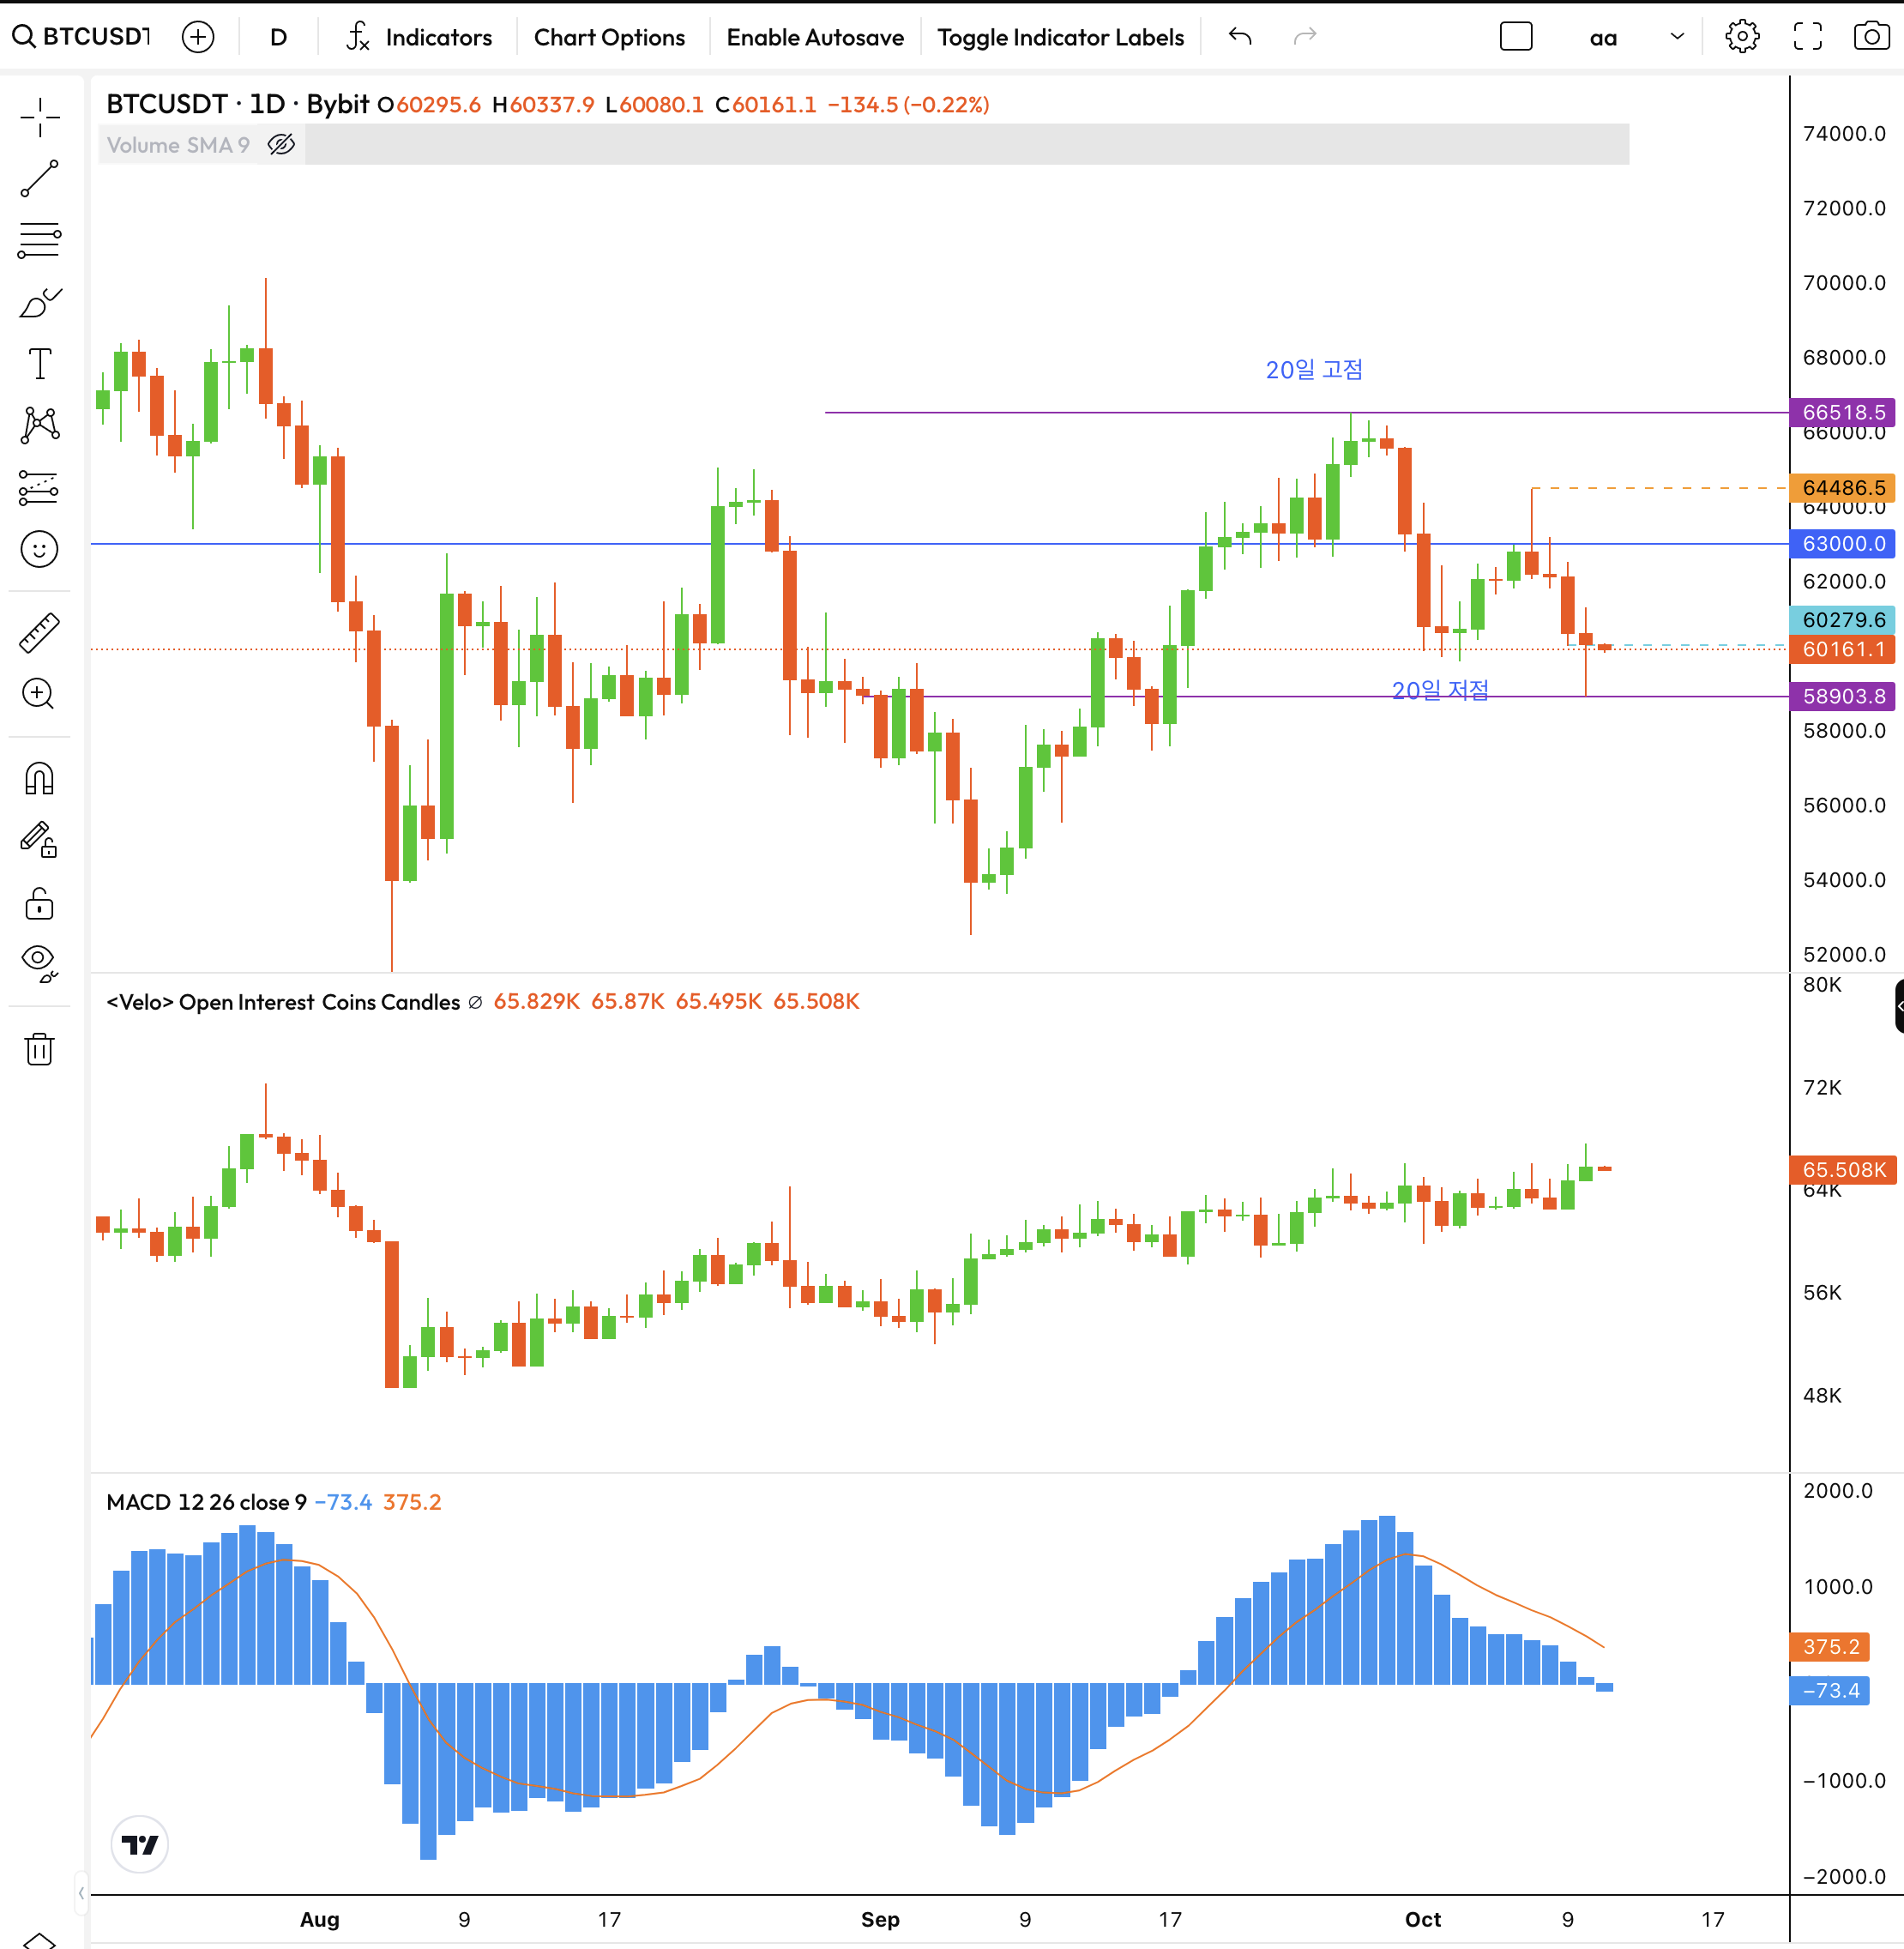 BTCUSDT
D
Indicators
Chart Options
Enable Autosave
Toggle Indicator Labels
aa
BTCUSDT · 1D · Bybit O60295.6 H60337.9 L60080.1 C60161.1 −134.5 (−0.22%)
Volume SMA 9
74000.0
72000.0
70000.0
68000.0
20일 고점
66518.5
66000.0
64486.5
64000.0
63000.0
62000.0
60279.6
60161.1
20일 저점
58903.8
58000.0
56000.0
54000.0
52000.0
<Velo> Open Interest Coins Candles ∅ 65.829K 65.87K 65.495K 65.508K
80K
72K
65.508K
64K
56K
48K
MACD 12 26 close 9 −73.4 375.2
2000.0
1000.0
375.2
−73.4
−1000.0
−2000.0
Aug 9 17 Sep 9 17 Oct 9 17